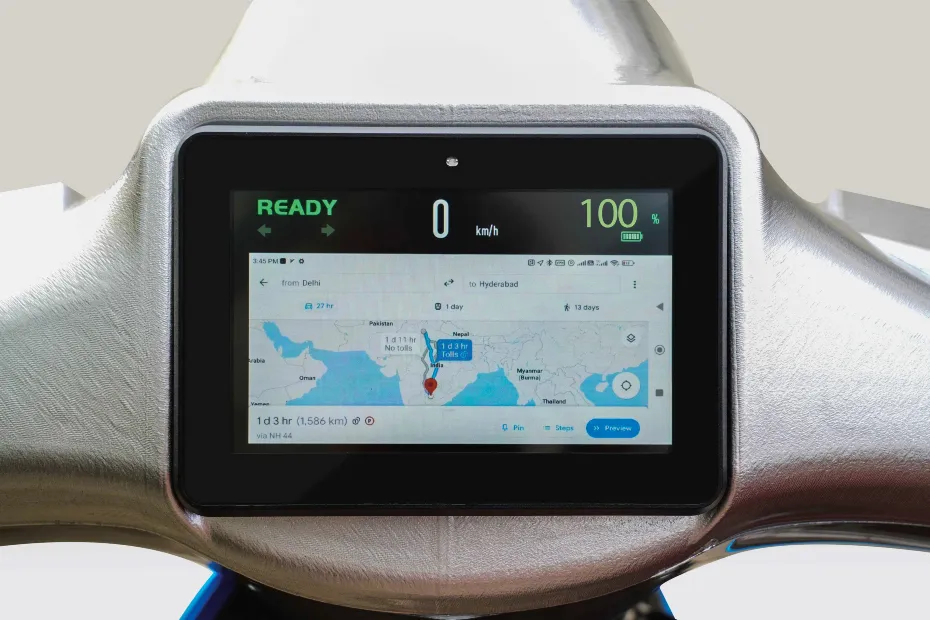 READY
0 km/h
100 %
3:45 PM
from Delhi
to Hyderabad
27 hr
1 day
13 days
Pakistan
Nepal
1 d 11 hr
No tolls
1 d 3 hr
Tolls
India
Oman
Myanmar
(Burma)
Thailand
Yemen
1 d 3 hr (1,586 km)
via NH 44
Pin
Steps
Preview